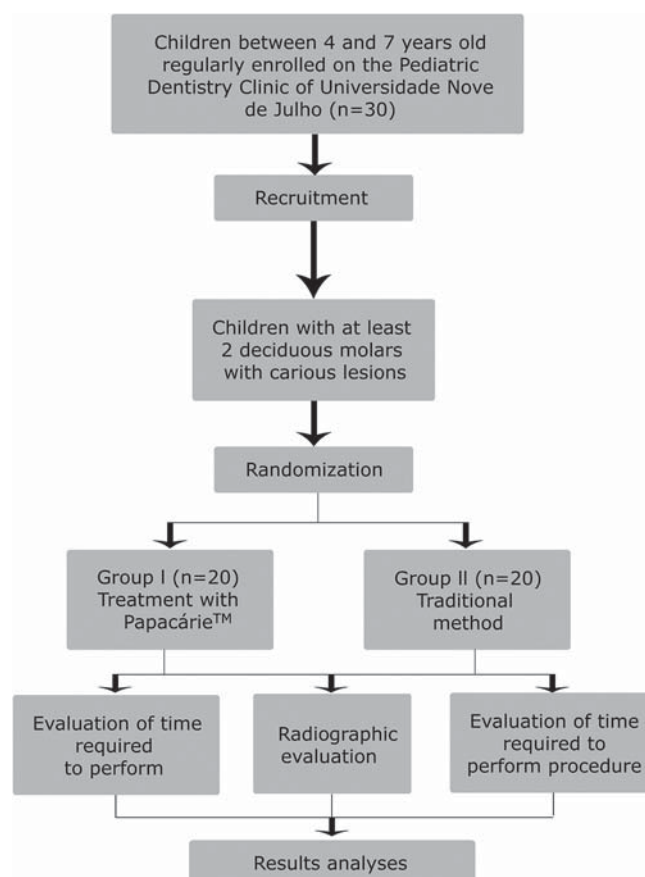 Children between 4 and 7 years old
regularly enrolled on the Pediatric
Dentistry Clinic of Universidade Nove
de Julho (n=30)
Recruitment
Children with at least
2 deciduous molars
with carious lesions
Randomization
Group I (n=20)
Treatment with
Papacárie™
Group II (n=20)
Traditional
method
Evaluation of time
required
to perform
Radiographic
evaluation
Evaluation of time
required to
perform procedure
Results analyses